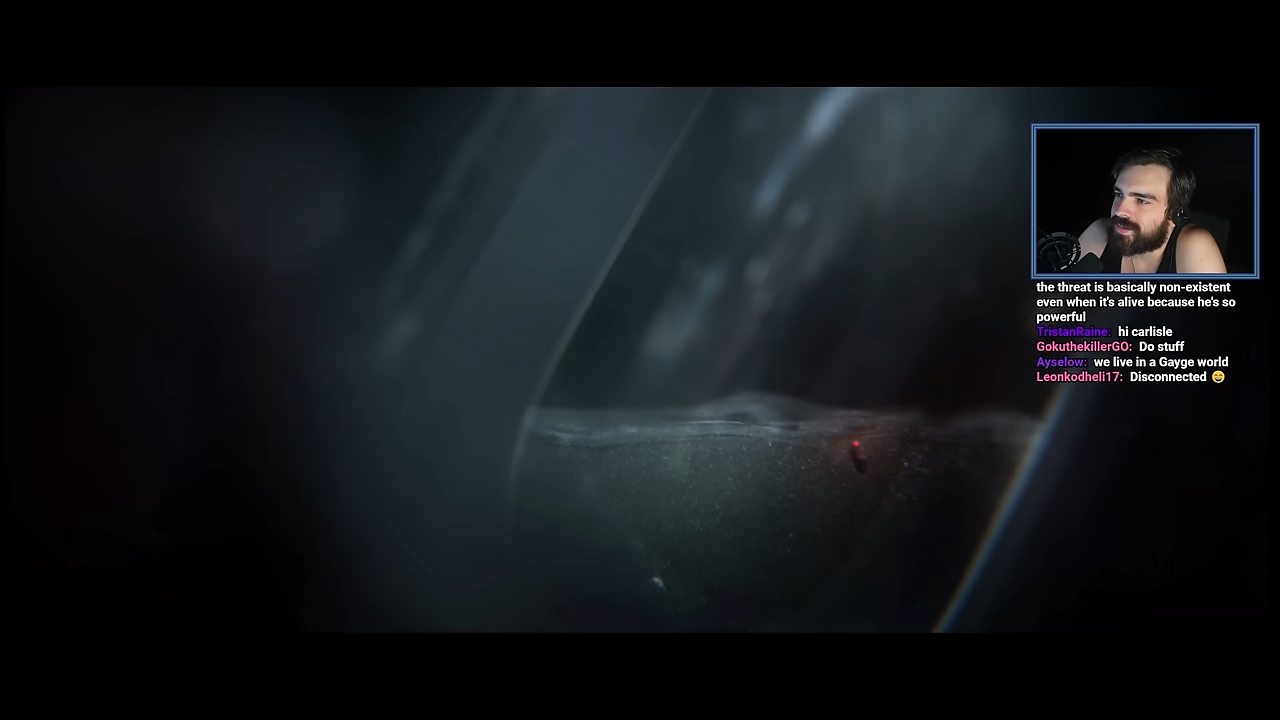 the threat is basically non-existent
even when it's alive because he's so
powerful
TristanRaine: hi carlisle
GokuthekillerGO: Do stuff
Ayselow: we live in a Gayge world
Leonkodheli17: Disconnected 😄